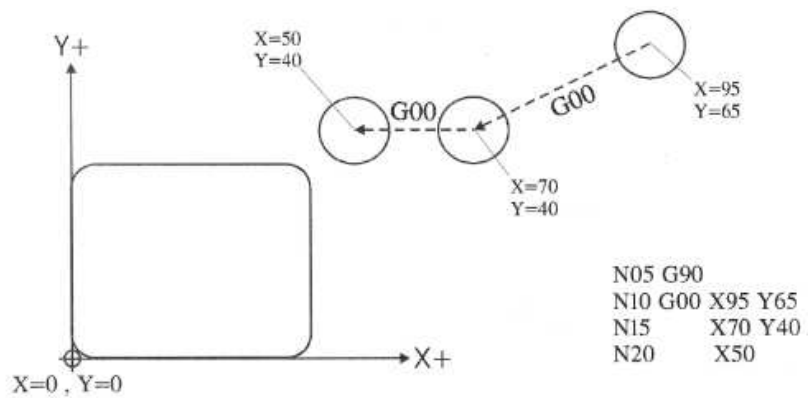 Y+
X=50
Y=40
G00
G00
X=95
Y=65
X=70
Y=40
N05 G90
N10 G00 X95 Y65
N15 X70 Y40
N20 X50
X+
X=0 , Y=0